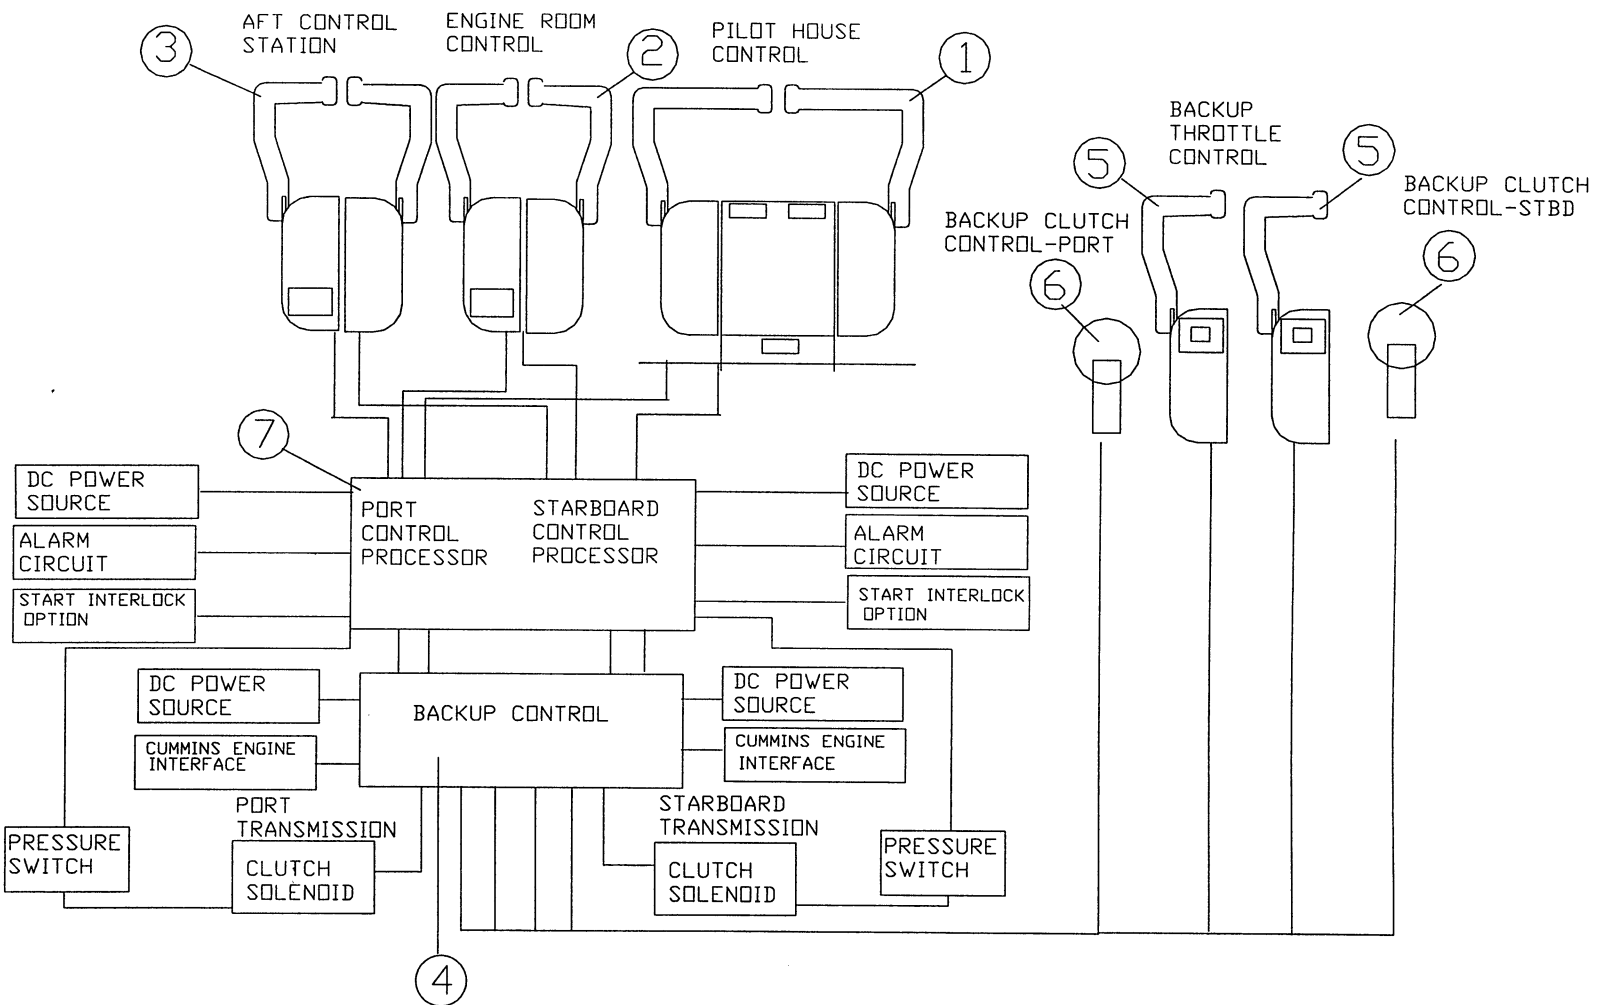 AFT CONTROL
STATION
3
ENGINE ROOM
CONTROL
2
PILOT HOUSE
CONTROL
1
BACKUP
THROTTLE
CONTROL
5
5
BACKUP CLUTCH
CONTROL-STBD
6
BACKUP CLUTCH
CONTROL-PORT
6
7
DC POWER
SOURCE
ALARM
CIRCUIT
START INTERLOCK
OPTION
PORT
CONTROL
PROCESSOR
STARBOARD
CONTROL
PROCESSOR
DC POWER
SOURCE
ALARM
CIRCUIT
START INTERLOCK
OPTION
DC POWER
SOURCE
CUMMINS ENGINE
INTERFACE
BACKUP CONTROL
DC POWER
SOURCE
CUMMINS ENGINE
INTERFACE
PORT
TRANSMISSION
STARBOARD
TRANSMISSION
PRESSURE
SWITCH
CLUTCH
SOLENOID
CLUTCH
SOLENOID
PRESSURE
SWITCH
4